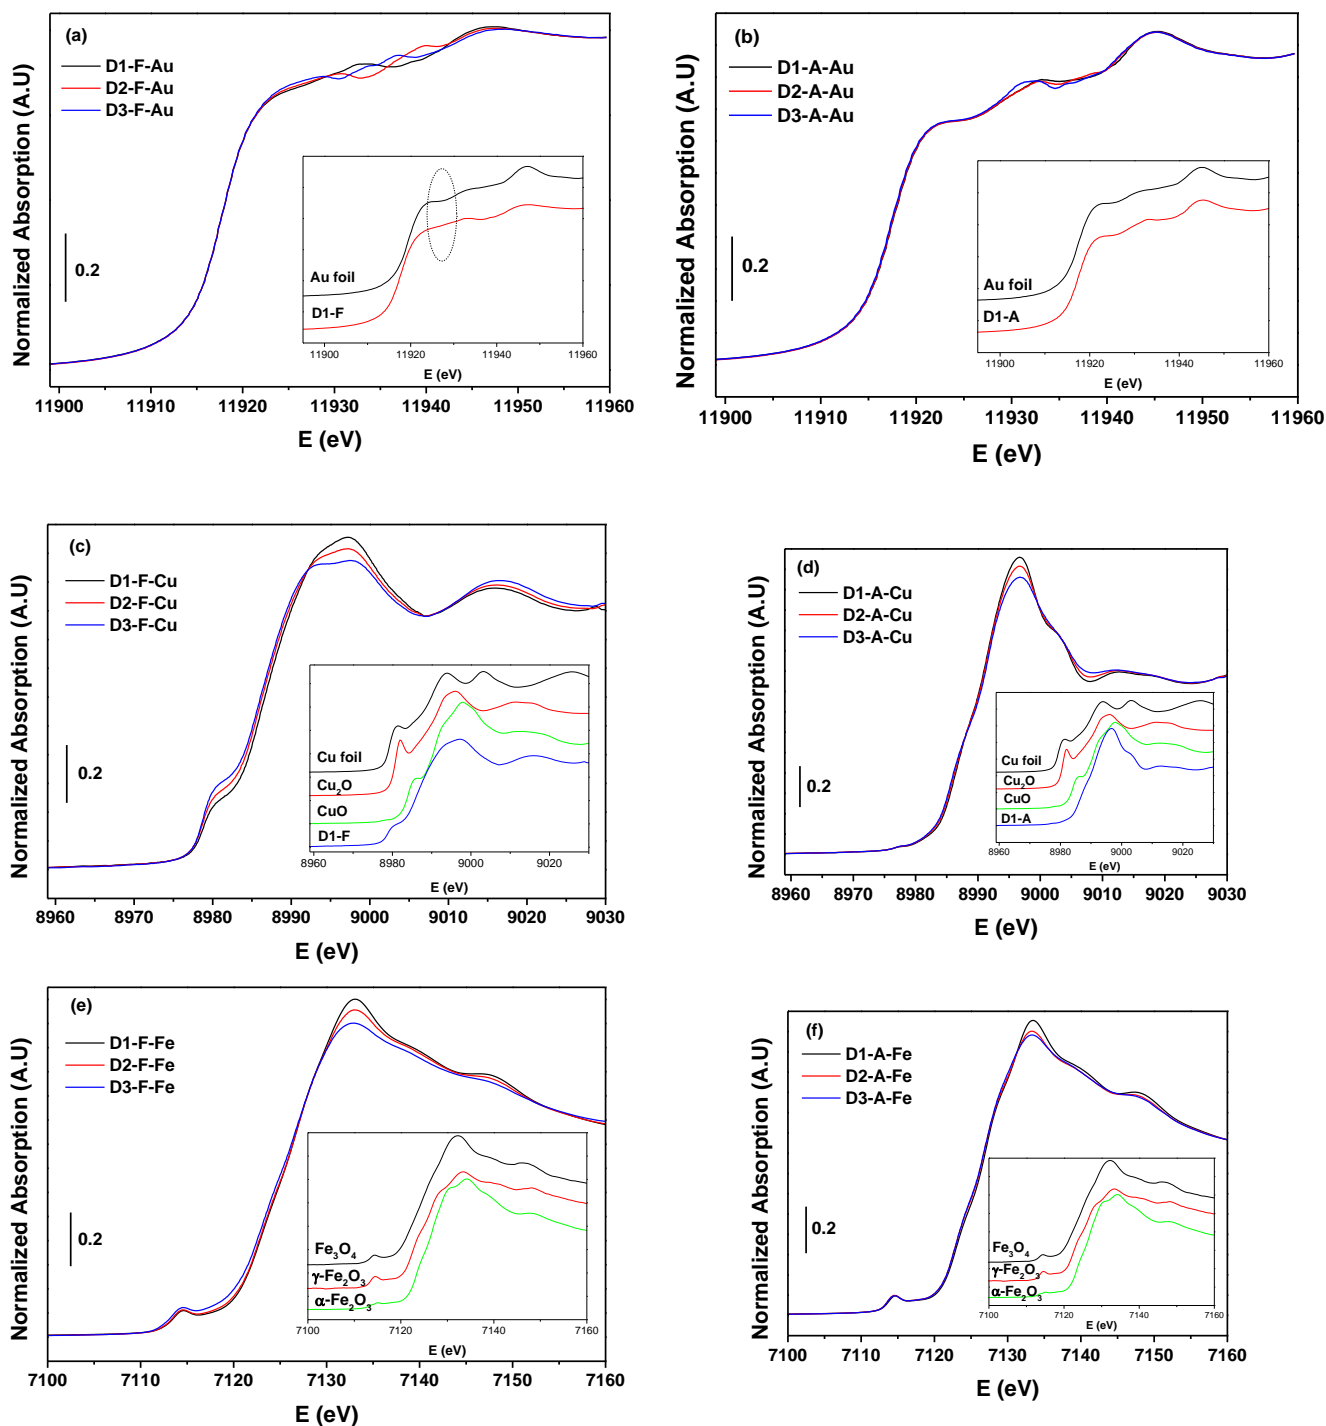 (a)
D1-F-Au
D2-F-Au
D3-F-Au
0.2
Normalized Absorption (A.U)
Au foil
D1-F
11900 11920 11940 11960
E (eV)
11900 11910 11920 11930 11940 11950 11960
E (eV)
(b)
D1-A-Au
D2-A-Au
D3-A-Au
0.2
Normalized Absorption (A.U)
Au foil
D1-A
11900 11920 11940 11960
E (eV)
11900 11910 11920 11930 11940 11950 11960
E (eV)
(c)
D1-F-Cu
D2-F-Cu
D3-F-Cu
0.2
Normalized Absorption (A.U)
Cu foil
Cu₂O
CuO
D1-F
8960 8980 9000 9020
E (eV)
8960 8970 8980 8990 9000 9010 9020 9030
E (eV)
(d)
D1-A-Cu
D2-A-Cu
D3-A-Cu
0.2
Normalized Absorption (A.U)
Cu foil
Cu₂O
CuO
D1-A
8960 8980 9000 9020
E (eV)
8960 8970 8980 8990 9000 9010 9020 9030
E (eV)
(e)
D1-F-Fe
D2-F-Fe
D3-F-Fe
0.2
Normalized Absorption (A.U)
Fe₃O₄
γ-Fe₂O₃
α-Fe₂O₃
7100 7120 7140 7160
E (eV)
7100 7110 7120 7130 7140 7150 7160
E (eV)
(f)
D1-A-Fe
D2-A-Fe
D3-A-Fe
0.2
Normalized Absorption (A.U)
Fe₃O₄
γ-Fe₂O₃
α-Fe₂O₃
7100 7120 7140 7160
E (eV)
7100 7110 7120 7130 7140 7150 7160
E (eV)